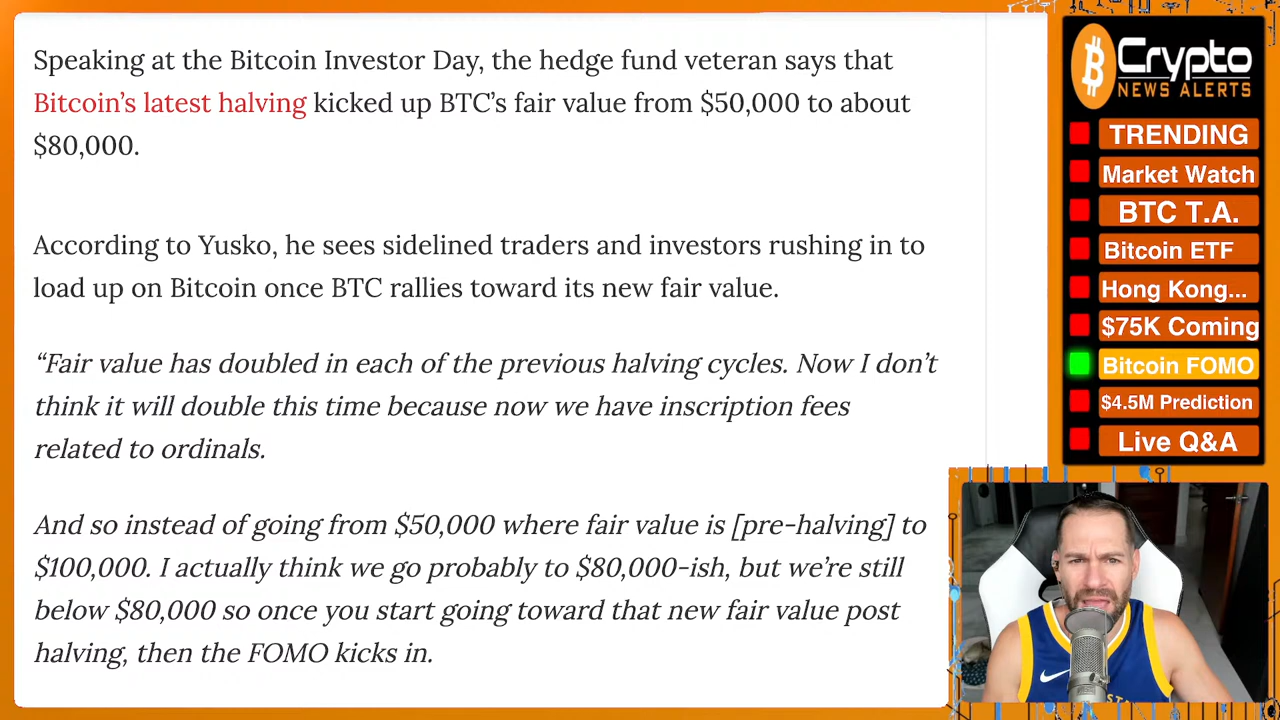 Speaking at the Bitcoin Investor Day, the hedge fund veteran says that
Bitcoin’s latest halving kicked up BTC’s fair value from $50,000 to about
$80,000.
According to Yusko, he sees sidelined traders and investors rushing in to
load up on Bitcoin once BTC rallies toward its new fair value.
“Fair value has doubled in each of the previous halving cycles. Now I don’t
think it will double this time because now we have inscription fees
related to ordinals.
And so instead of going from $50,000 where fair value is [pre-halving] to
$100,000. I actually think we go probably to $80,000-ish, but we’re still
below $80,000 so once you start going toward that new fair value post
halving, then the FOMO kicks in.
Crypto
NEWS ALERTS
TRENDING
Market Watch
BTC T.A.
Bitcoin ETF
Hong Kong...
$75K Coming
Bitcoin FOMO
$4.5M Prediction
Live Q&A